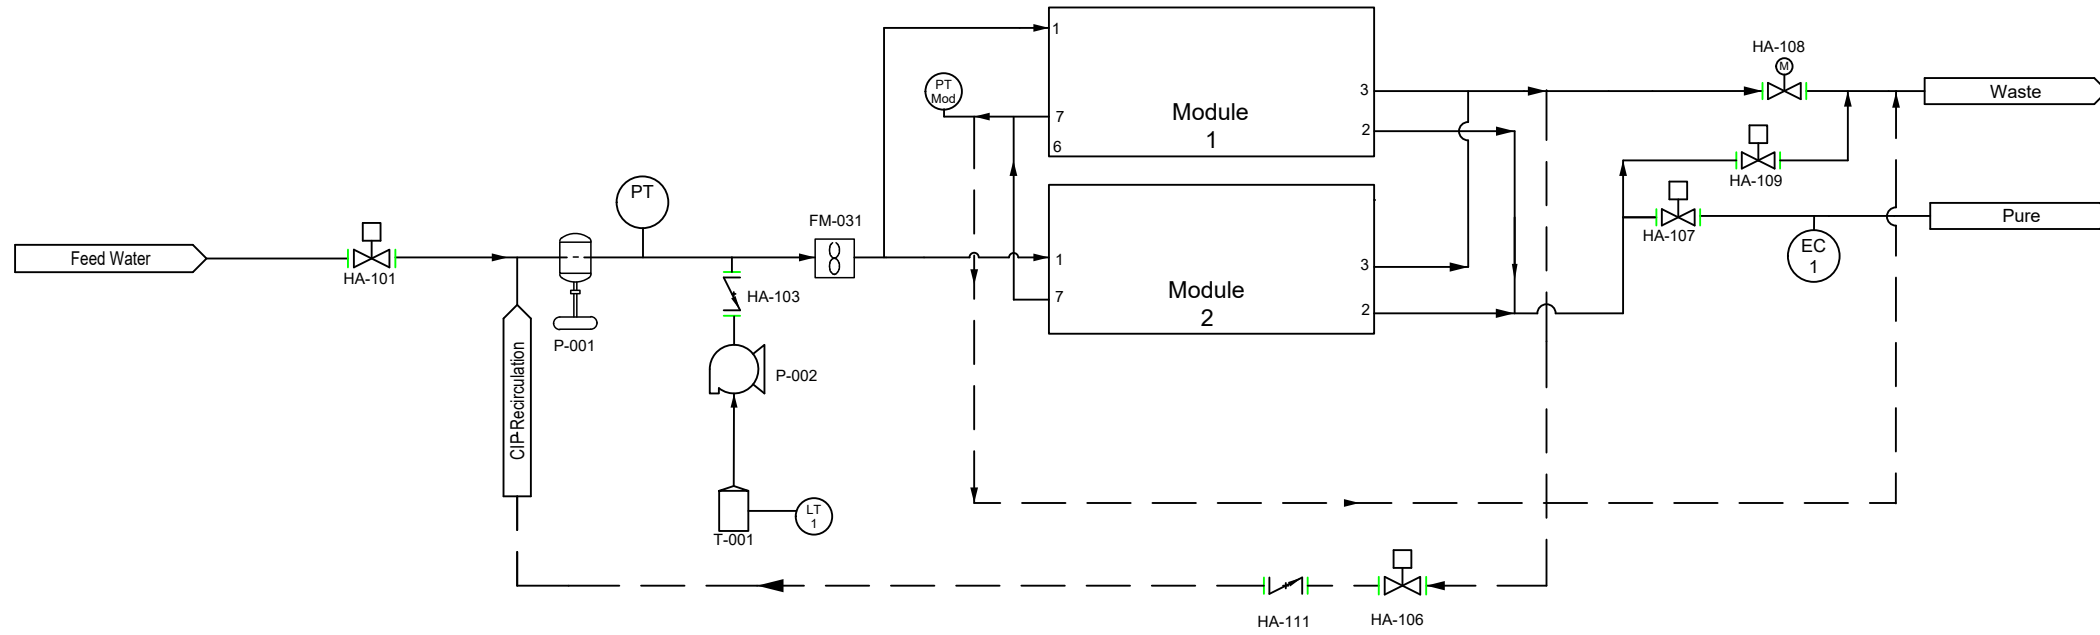 HA-108
M
1
PT
Mod
3
Waste
7
Module
1
2
6
HA-109
PT
FM-031
Pure
HA-107
Feed Water
HA-101
1
3
EC
1
HA-103
7
Module
2
2
P-001
P-002
CIP-Recirculation
LT
1
T-001
HA-111
HA-106